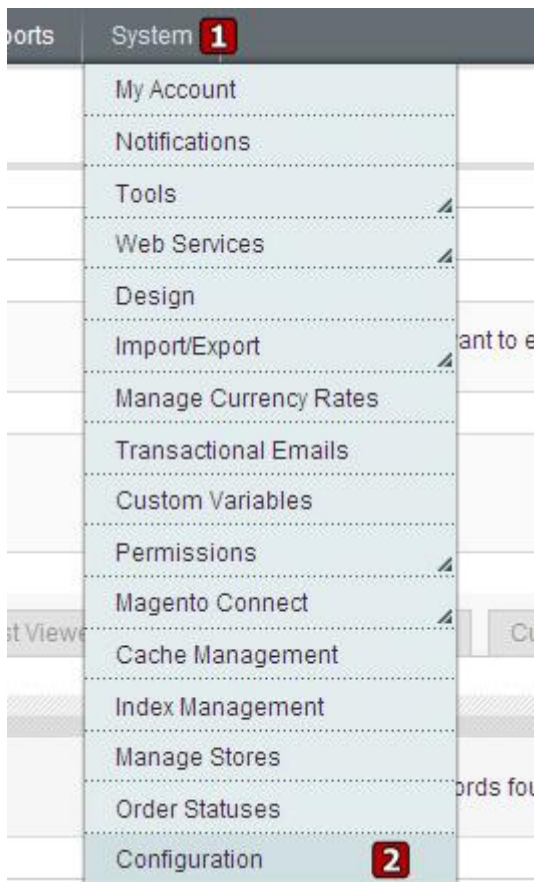 ports System 1
My Account
Notifications
Tools
Web Services
Design
Import/Export
ant to e
Manage Currency Rates
Transactional Emails
Custom Variables
Permissions
Magento Connect
st Viewe
Cu
Cache Management
Index Management
Manage Stores
ords fou
Order Statuses
Configuration 2